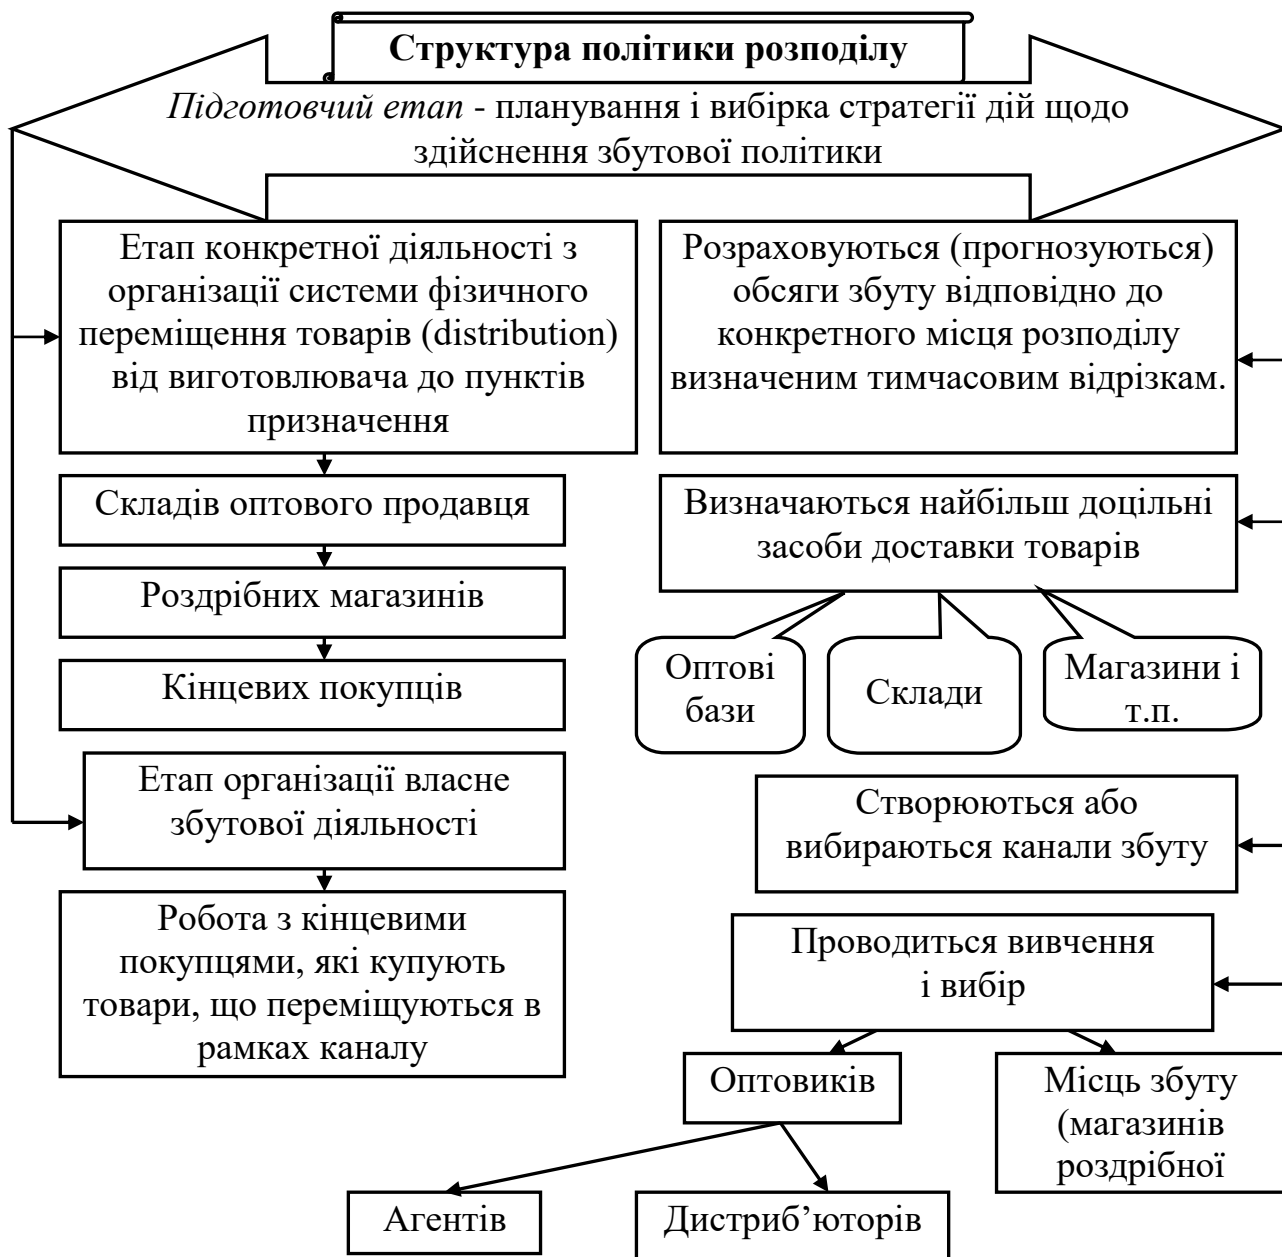 Структура політики розподілу
Підготовчий етап - планування і вибірка стратегії дій щодо
здійснення збутової політики
Етап конкретної діяльності з
організації системи фізичного
переміщення товарів (distribution)
від виготовлювача до пунктів
призначення
Складів оптового продавця
Роздрібних магазинів
Кінцевих покупців
Етап організації власне
збутової діяльності
Робота з кінцевими
покупцями, які купують
товари, що переміщуються в
рамках каналу
Розраховуються (прогнозуються)
обсяги збуту відповідно до
конкретного місця розподілу
визначеним тимчасовим відрізкам.
Визначаються найбільш доцільні
засоби доставки товарів
Оптові
бази
Склади
Магазини і
т.п.
Створюються або
вибираються канали збуту
Проводиться вивчення
і вибір
Оптовиків
Місць збуту
(магазинів
роздрібної
Агентів
Дистриб’юторів